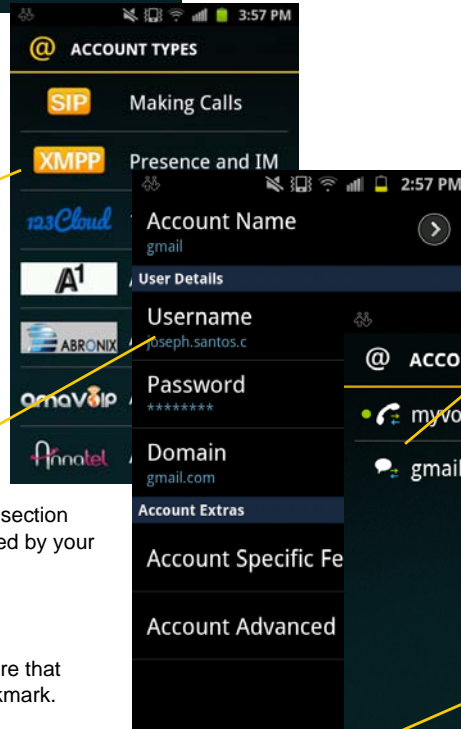 3:57 PM
@ ACCOUNT TYPES
SIP Making Calls
XMPP Presence and IM
123Cloud
A1
ABRONIX
amavoip
Annatel
2:57 PM
Account Name
gmail
User Details
Username
joseph.santos.c
Password
********
Domain
gmail.com
Account Extras
Account Specific Fe
Account Advanced
@ ACCO
myvo
gmail
section
ed by your
re that
kmark.